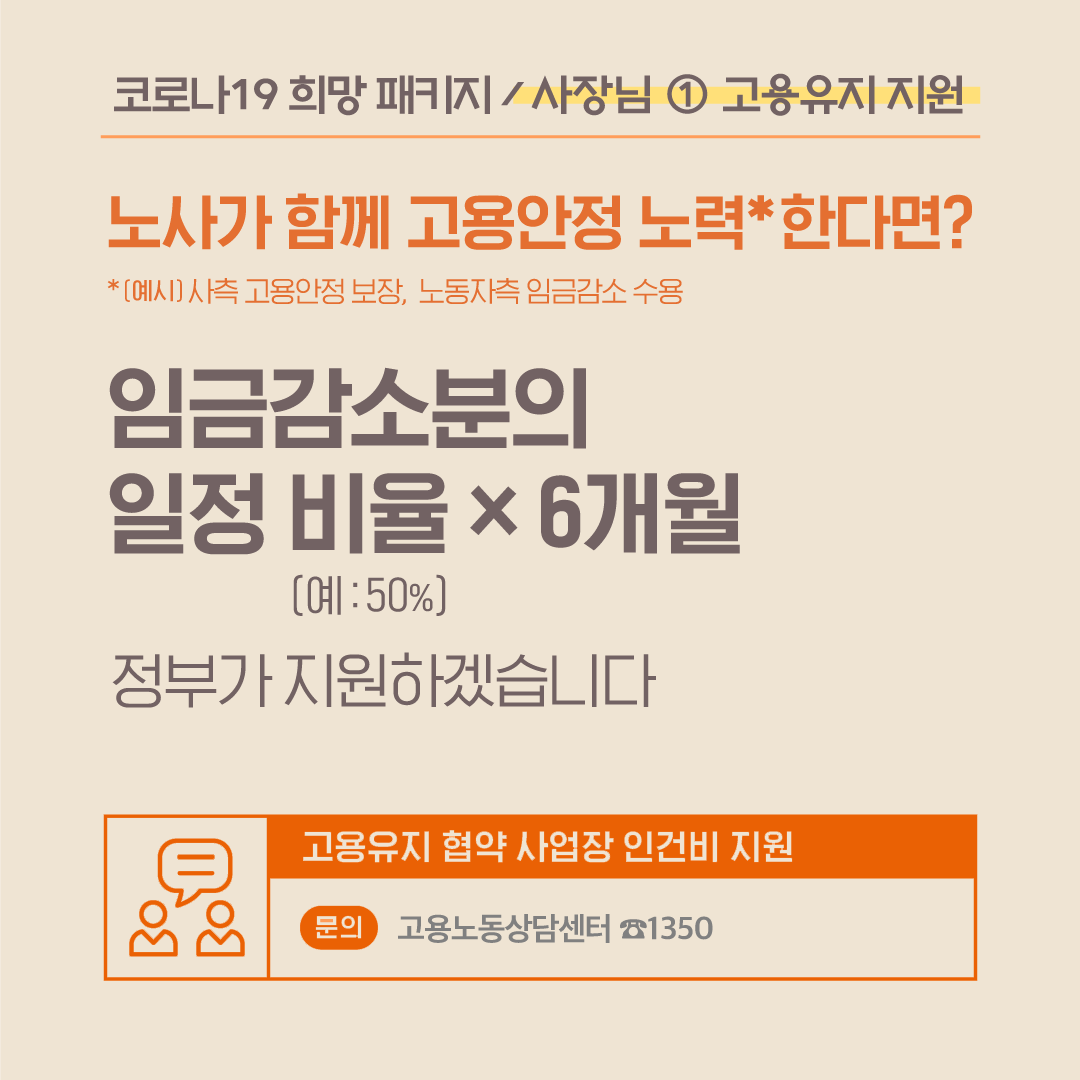 코로나19 희망 패키지 / 사장님 ① 고용유지 지원
노사가 함께 고용안정 노력* 한다면?
* (예시) 사측 고용안정 보장, 노동자측 임금감소 수용
임금감소분의
일정 비율 × 6개월
(예 : 50%)
정부가 지원하겠습니다
고용유지 협약 사업장 인건비 지원
문의 고용노동상담센터 ☎1350